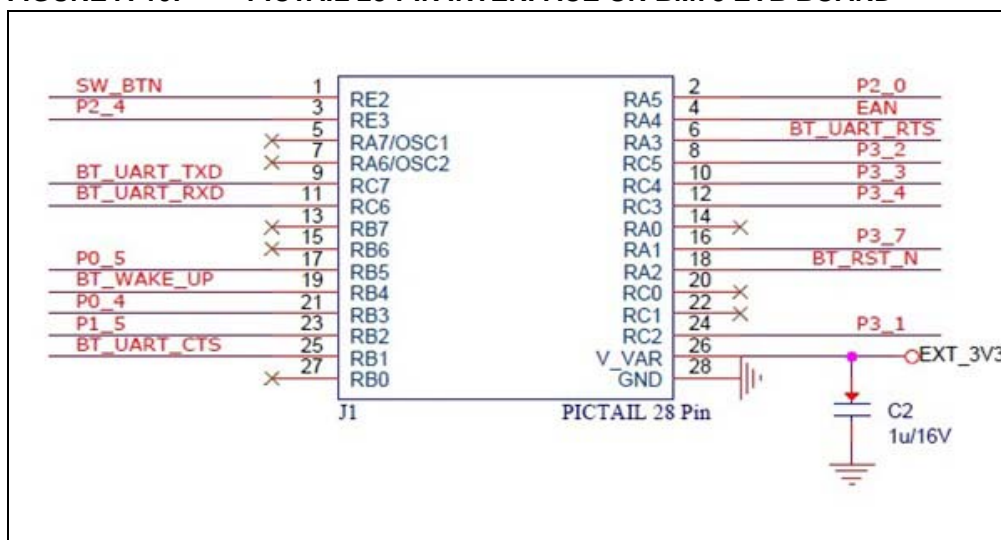 SW_BTN 1 RE2 RA5 2 P2_0
P2_4 3 RE3 RA4 4 EAN
5 RA7/OSC1 RA3 6 BT_UART_RTS
7 RA6/OSC2 RC5 8 P3_2
BT_UART_TXD 9 RC7 RC4 10 P3_3
BT_UART_RXD 11 RC6 RC3 12 P3_4
13 RB7 RA0 14
15 RB6 RA1 16 P3_7
P0_5 17 RB5 RA2 18 BT_RST_N
BT_WAKE_UP 19 RB4 RC0 20
P0_4 21 RB3 RC1 22
P1_5 23 RB2 RC2 24 P3_1
BT_UART_CTS 25 RB1 V_VAR 26 EXT_3V3
27 RB0 GND 28
J1 PICTAIL 28 Pin
C2
1u/16V